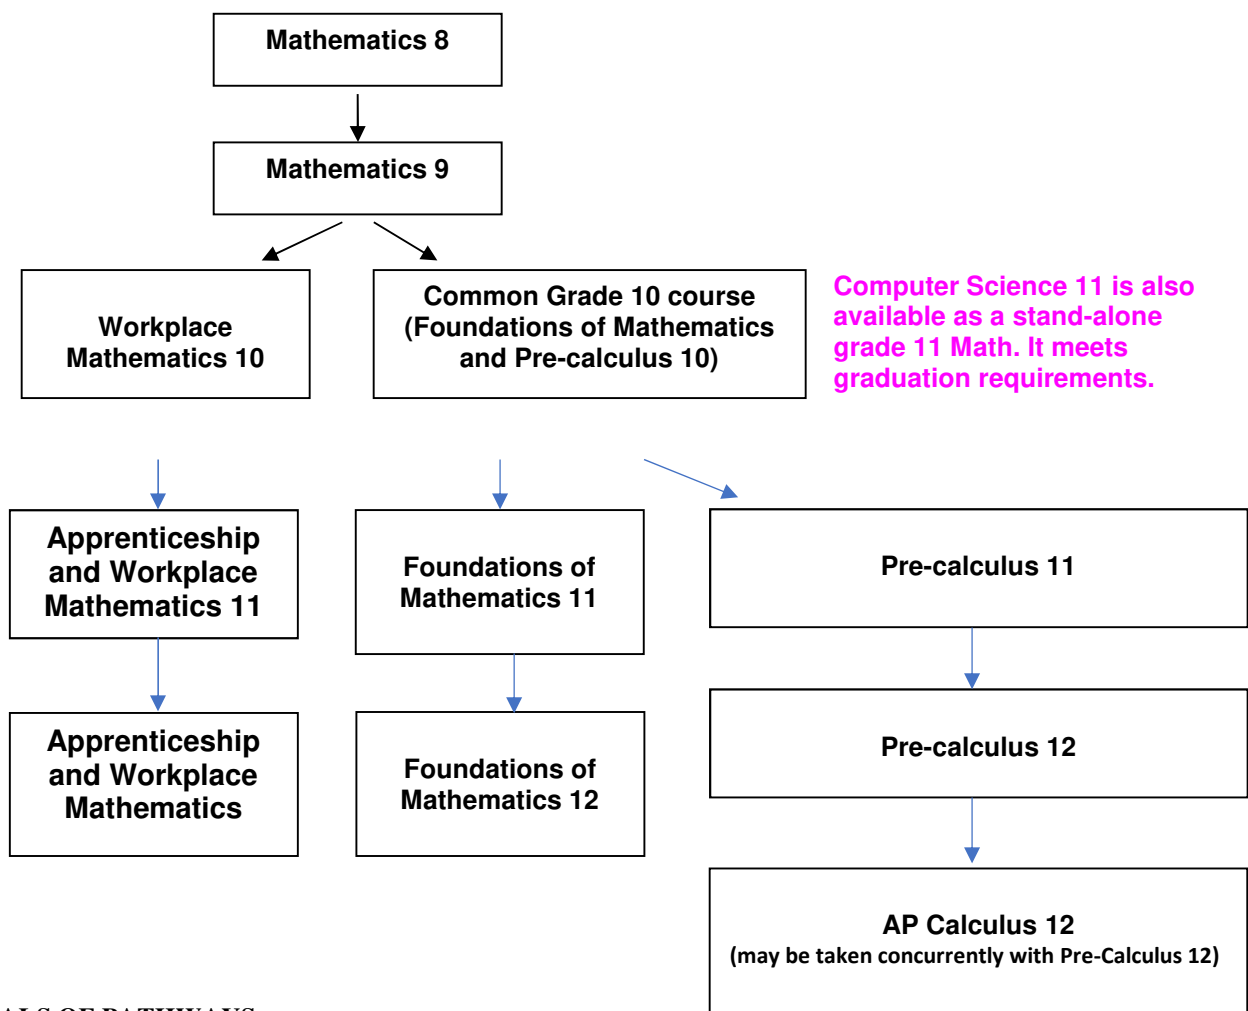 Mathematics 8
Mathematics 9
Workplace
Mathematics 10
Common Grade 10 course
(Foundations of Mathematics
and Pre-calculus 10)
Computer Science 11 is also
available as a stand-alone
grade 11 Math. It meets
graduation requirements.
Apprenticeship
and Workplace
Mathematics 11
Foundations of
Mathematics 11
Pre-calculus 11
Apprenticeship
and Workplace
Mathematics
Foundations of
Mathematics 12
Pre-calculus 12
AP Calculus 12
(may be taken concurrently with Pre-Calculus 12)
OF PATHWAYS